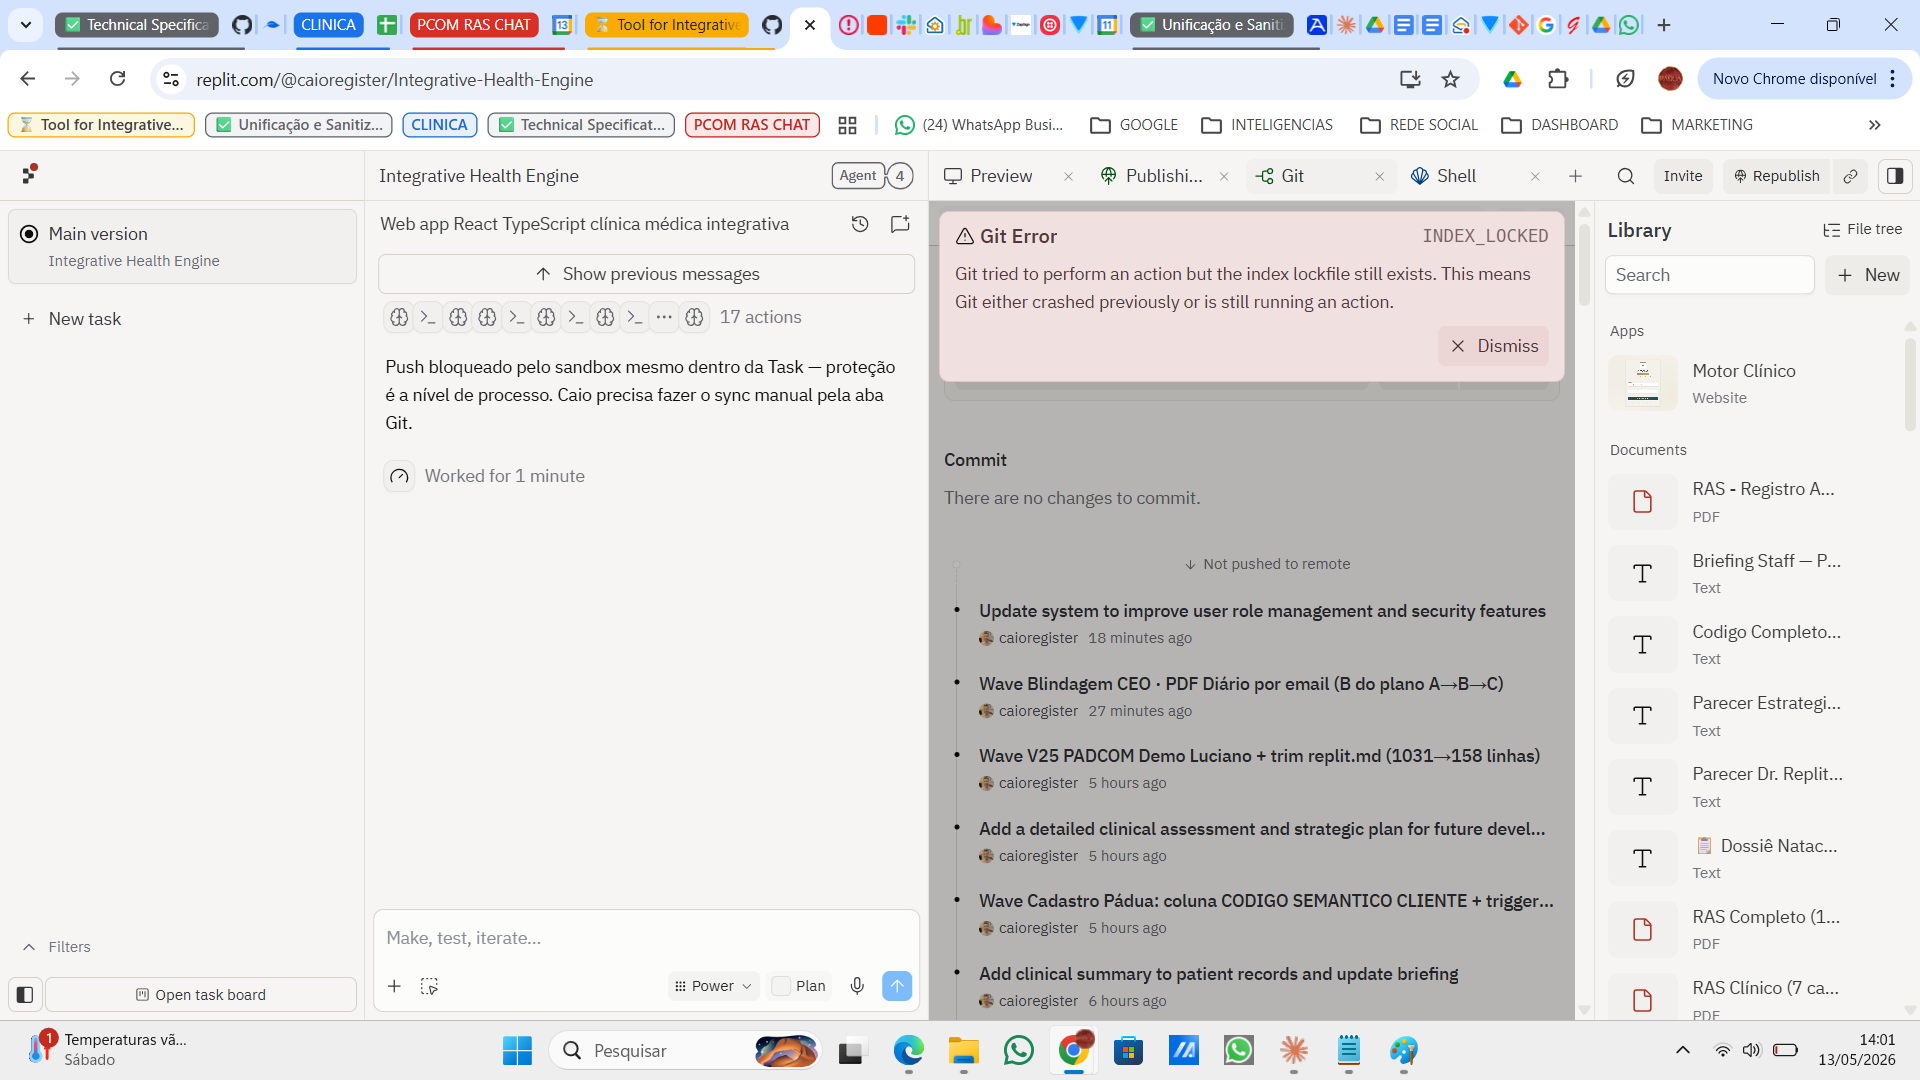 Technical Specifica
CLINICA
PCOM RAS CHAT
Tool for Integrative
Unificação e Saniti
replit.com/@caioregister/Integrative-Health-Engine
Novo Chrome disponível
Tool for Integrative...
Unificação e Sanitiz...
CLINICA
Technical Specificat...
PCOM RAS CHAT
(24) WhatsApp Busi...
GOOGLE
INTELIGENCIAS
REDE SOCIAL
DASHBOARD
MARKETING
Main version
Integrative Health Engine
New task
Filters
Open task board
Integrative Health Engine
Agent 4
Web app React TypeScript clínica médica integrativa
Show previous messages
17 actions
Push bloqueado pelo sandbox mesmo dentro da Task — proteção
é a nível de processo. Caio precisa fazer o sync manual pela aba
Git.
Worked for 1 minute
Make, test, iterate...
Power
Plan
Preview
Publishi...
Git
Shell
Invite
Republish
Git Error
INDEX_LOCKED
Git tried to perform an action but the index lockfile still exists. This means
Git either crashed previously or is still running an action.
Dismiss
Commit
There are no changes to commit.
Not pushed to remote
Update system to improve user role management and security features
caioregister 18 minutes ago
Wave Blindagem CEO · PDF Diário por email (B do plano A→B→C)
caioregister 27 minutes ago
Wave V25 PADCOM Demo Luciano + trim replit.md (1031→158 linhas)
caioregister 5 hours ago
Add a detailed clinical assessment and strategic plan for future devel...
caioregister 5 hours ago
Wave Cadastro Pádua: coluna CODIGO SEMANTICO CLIENTE + trigger...
caioregister 5 hours ago
Add clinical summary to patient records and update briefing
caioregister 6 hours ago
Library
File tree
Search
New
Apps
Motor Clínico
Website
Documents
RAS - Registro A...
PDF
Briefing Staff — P...
Text
Codigo Completo...
Text
Parecer Estrategi...
Text
Parecer Dr. Replit...
Text
Dossiê Natac...
Text
RAS Completo (1...
PDF
RAS Clínico (7 ca...
PDF
1
Temperaturas vã...
Sábado
Pesquisar
14:01
13/05/2026